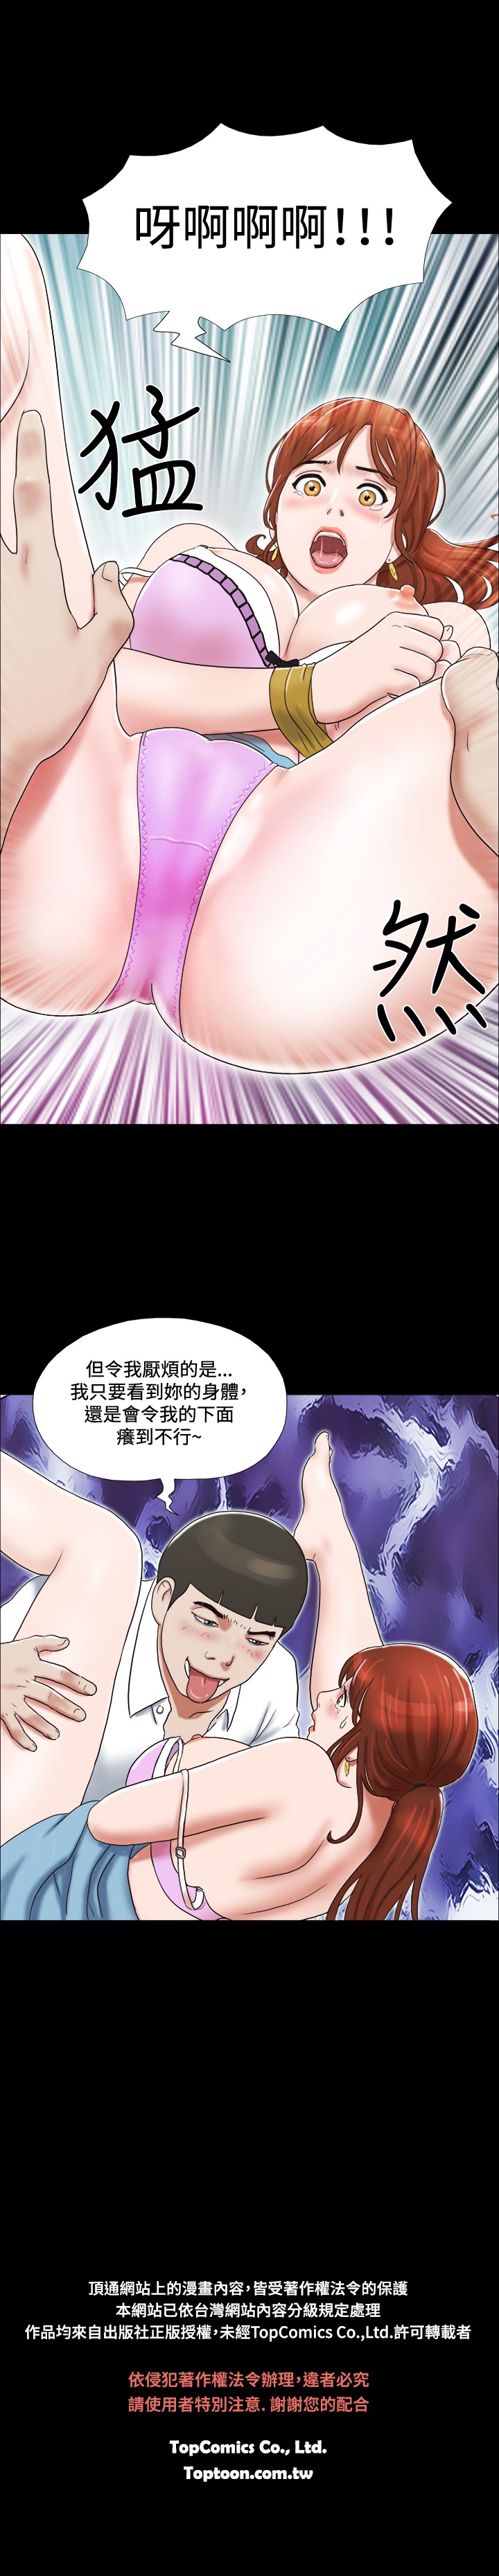 呀啊啊啊!!!
猛
然
但令我厭煩的是...
我只要看到妳的身體,
還是會令我的下面
癢到不行~
頂通網站上的漫畫內容,皆受著作權法令的保護
本網站已依台灣網站內容分級規定處理
作品均來自出版社正版授權,未經TopComics Co.,Ltd.許可轉載者
依侵犯著作權法令辦理,違者必究
請使用者特別注意. 謝謝您的配合
TopComics Co., Ltd.
Toptoon.com.tw